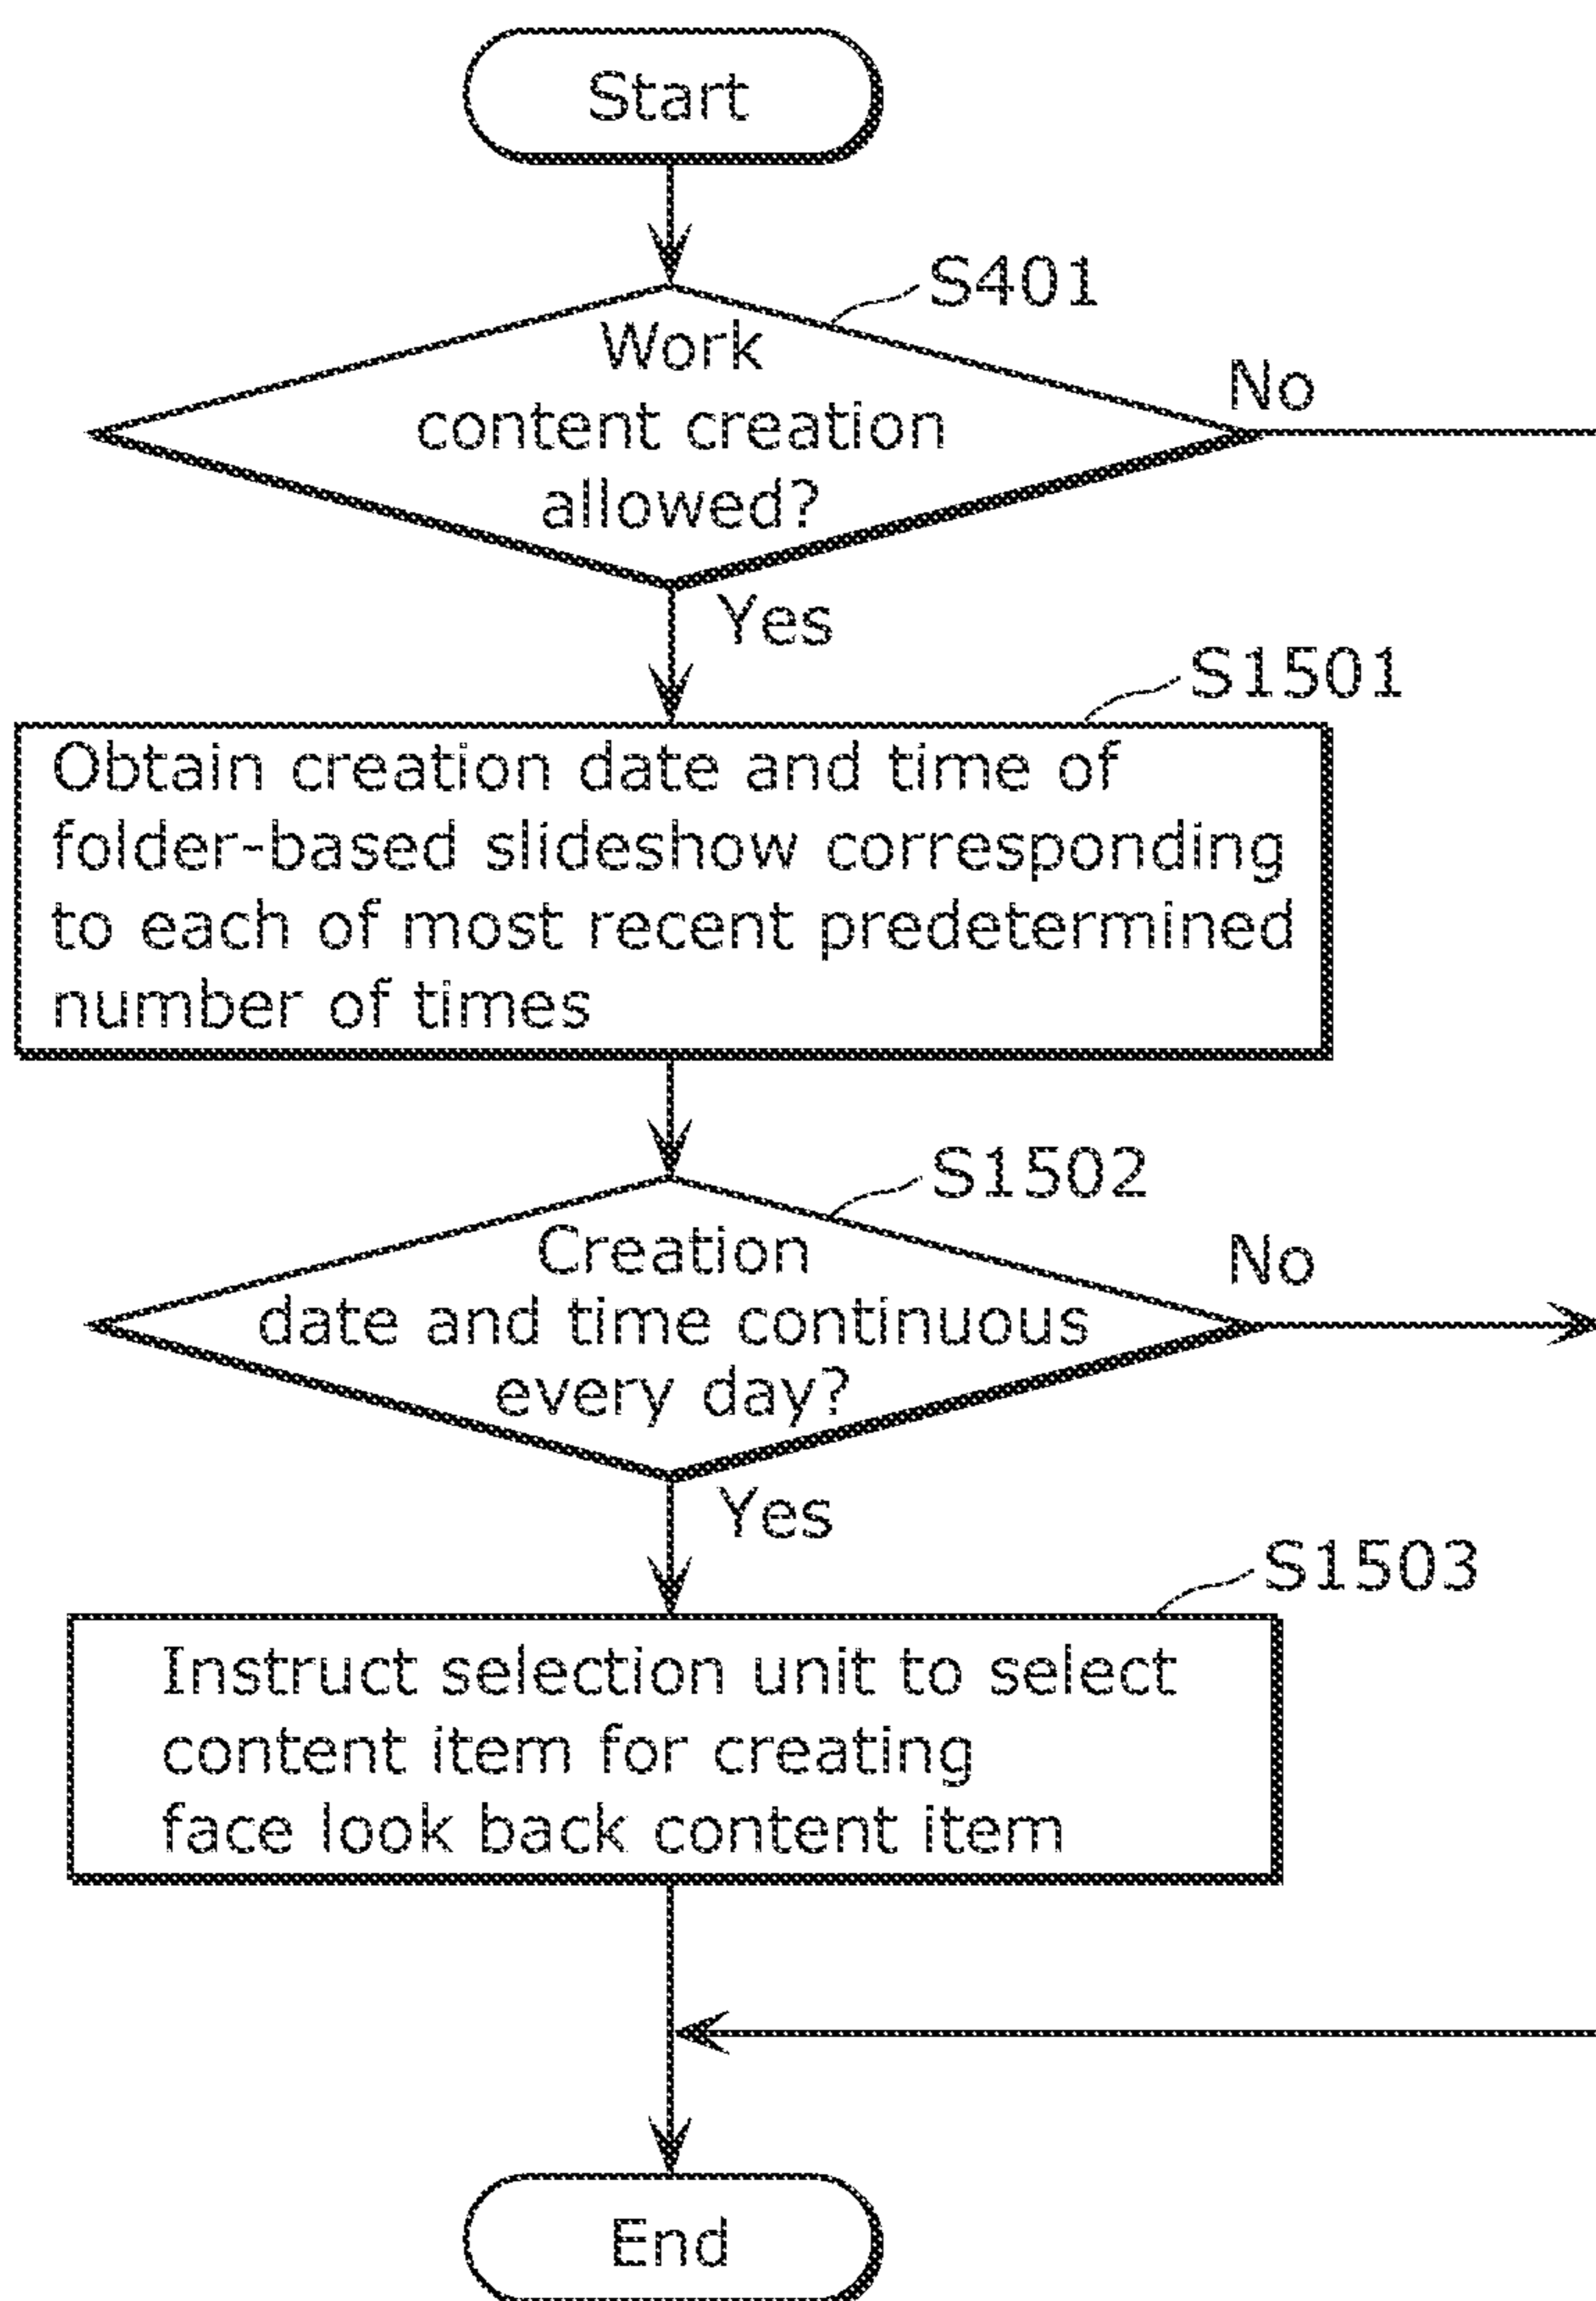 Start
S401
Work
content creation
allowed?
No
Yes
S1501
Obtain creation date and time of
folder-based slideshow corresponding
to each of most recent predetermined
number of times
S1502
Creation
date and time continuous
every day?
No
Yes
S1503
Instruct selection unit to select
content item for creating
face look back content item
End